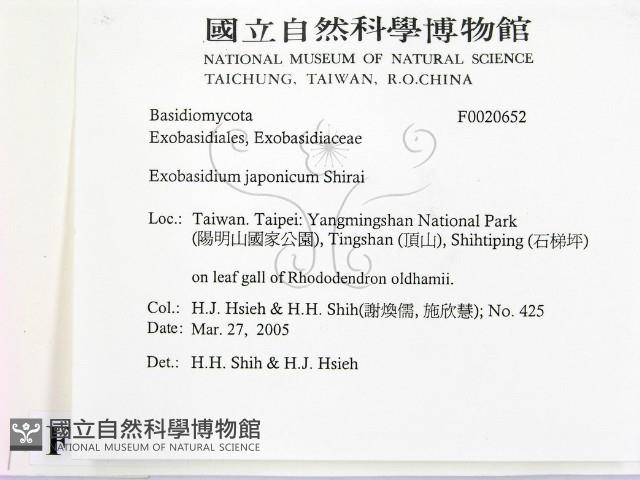 國立自然科學博物館
NATIONAL MUSEUM OF NATURAL SCIENCE
TAICHUNG, TAIWAN, R.O.CHINA
Basidiomycota F0020652
Exobasidiales, Exobasidiaceae
Exobasidium japonicum Shirai
Loc.: Taiwan. Taipei: Yangmingshan National Park
(陽明山國家公園), Tingshan (頂山), Shihtiping (石梯坪)
on leaf gall of Rhododendron oldhamii.
Col.: H.J. Hsieh & H.H. Shih(謝煥儒, 施欣慧); No. 425
Date: Mar. 27, 2005
Det.: H.H. Shih & H.J. Hsieh
F
國立自然科學博物館
NATIONAL MUSEUM OF NATURAL SCIENCE